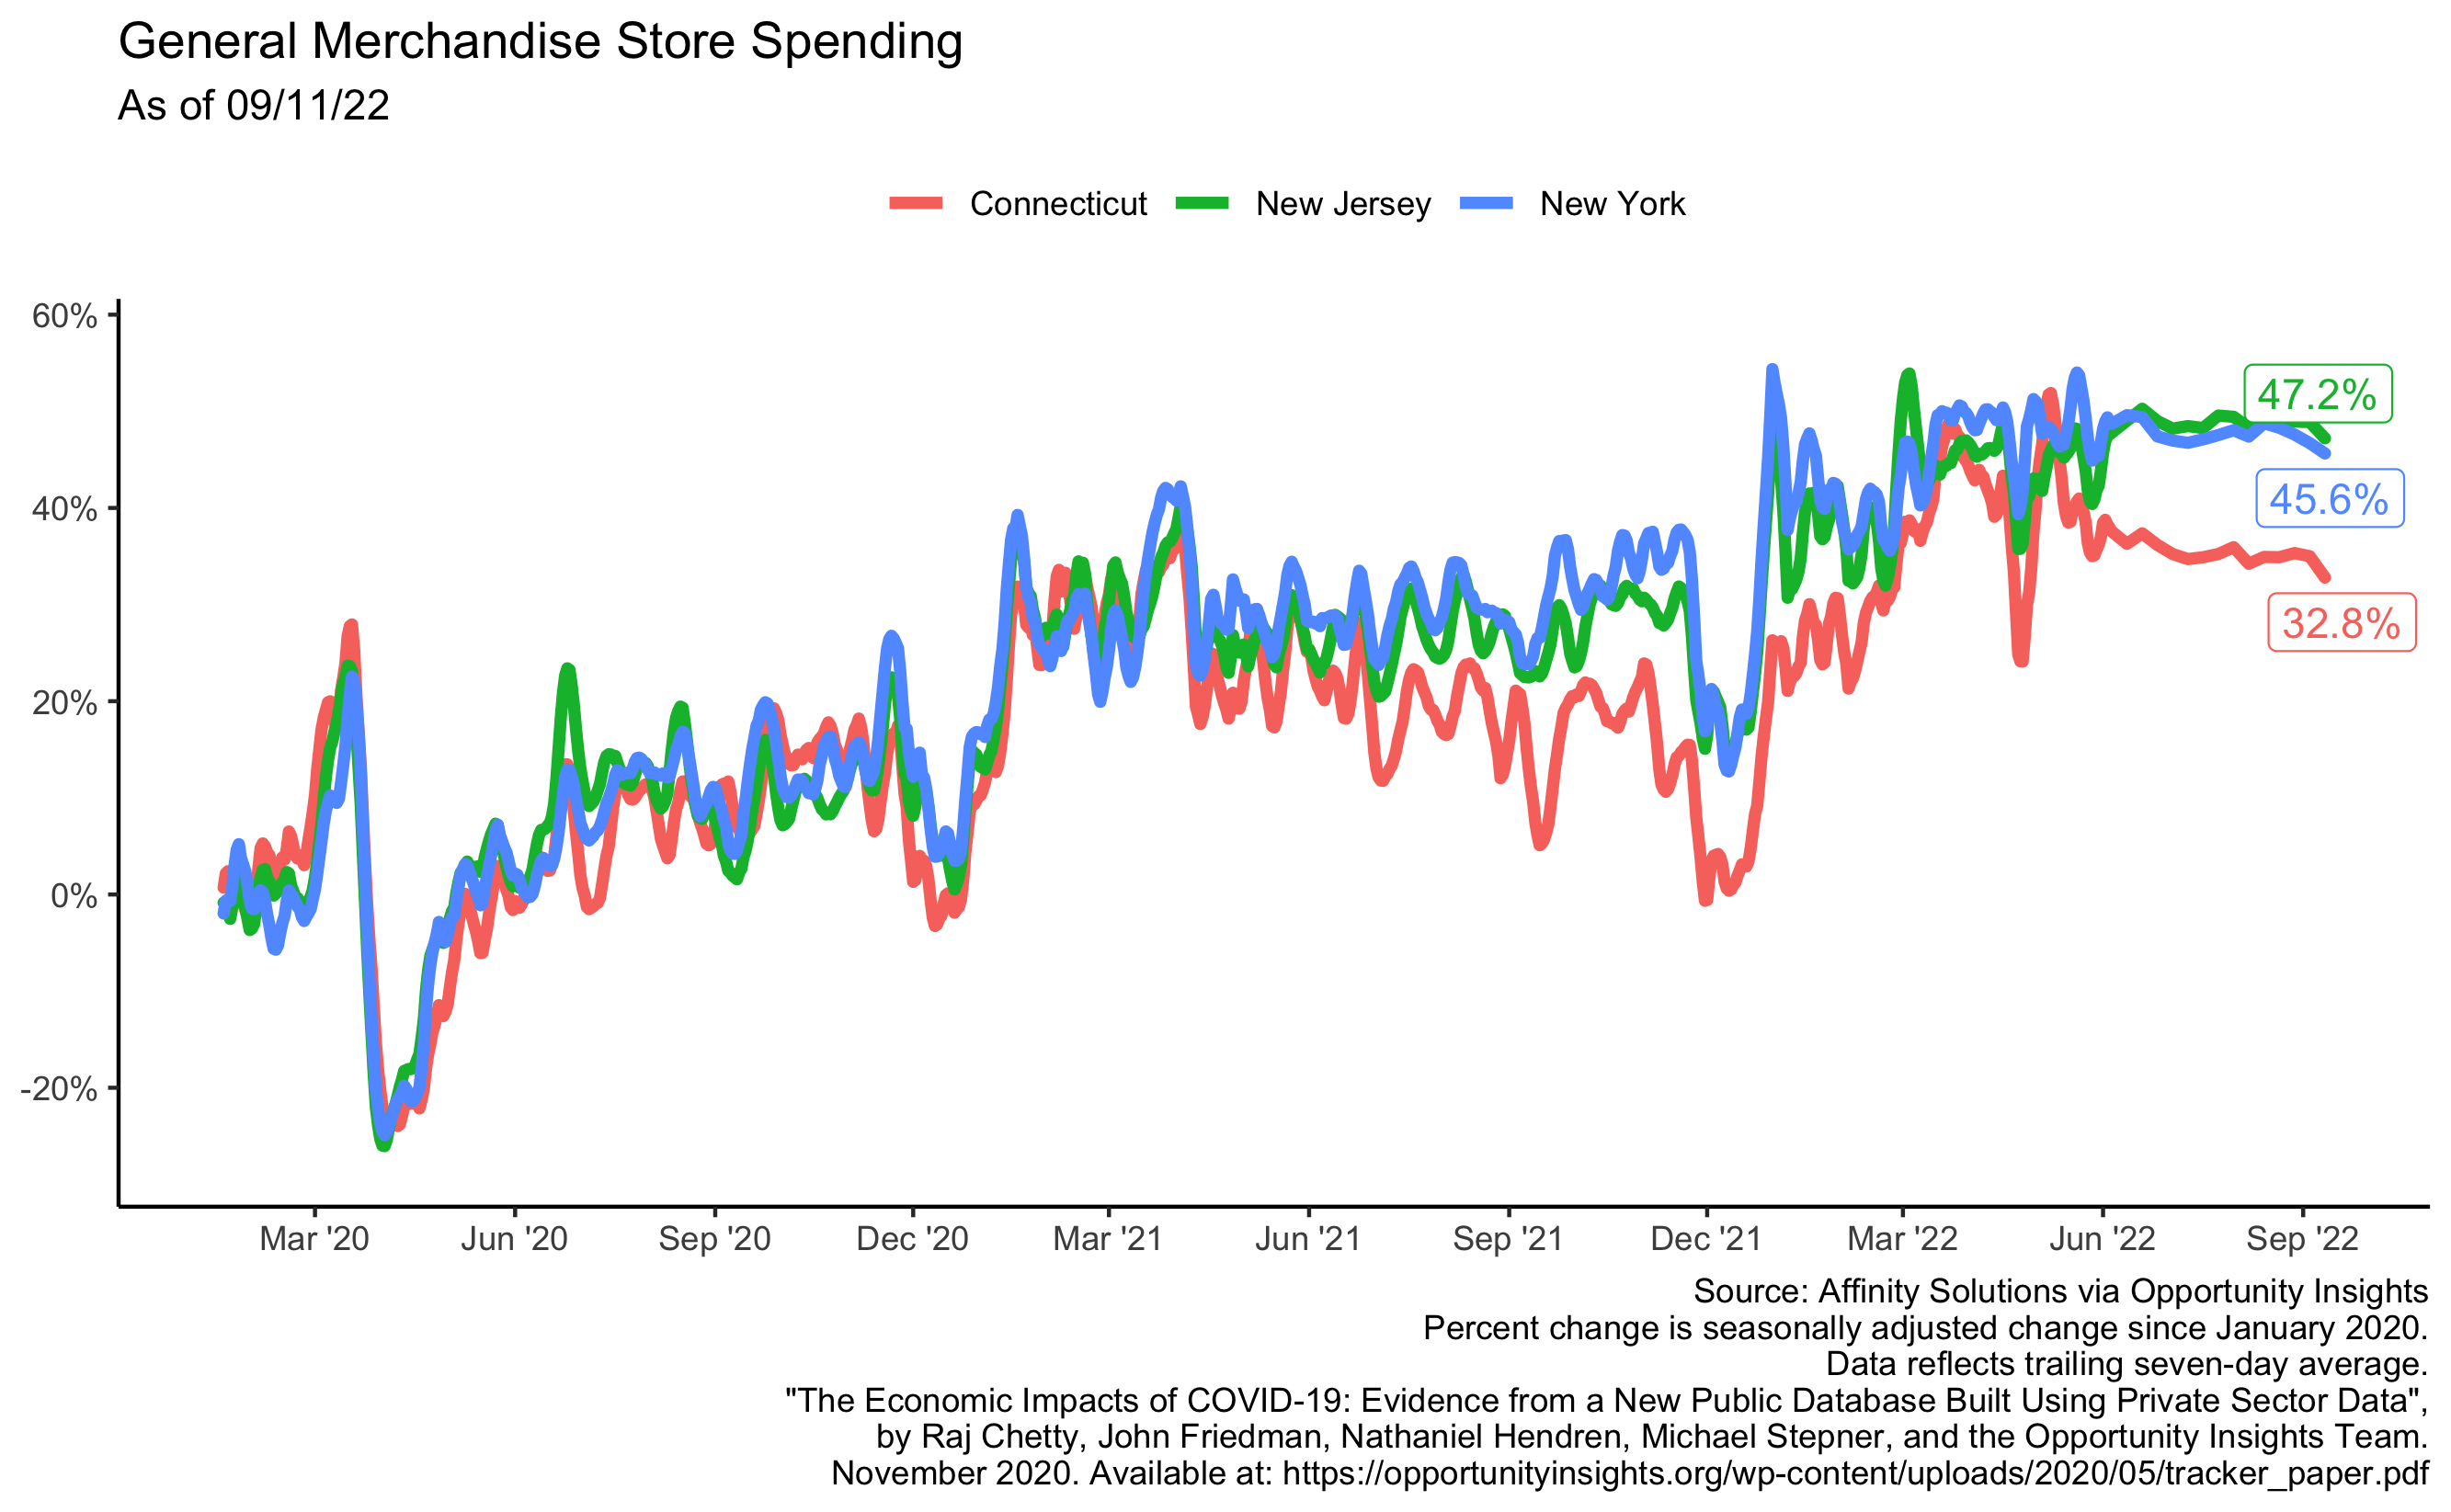 General Merchandise Store Spending
As of 09/11/22
Connecticut New Jersey New York
60%
40%
20%
0%
-20%
47.2%
45.6%
32.8%
Mar '20 Jun '20 Sep '20 Dec '20 Mar '21 Jun '21 Sep '21 Dec '21 Mar '22 Jun '22 Sep '22
Source: Affinity Solutions via Opportunity Insights
Percent change is seasonally adjusted change since January 2020.
Data reflects trailing seven-day average.
"The Economic Impacts of COVID-19: Evidence from a New Public Database Built Using Private Sector Data",
by Raj Chetty, John Friedman, Nathaniel Hendren, Michael Stepner, and the Opportunity Insights Team.
November 2020. Available at: https://opportunityinsights.org/wp-content/uploads/2020/05/tracker_paper.pdf